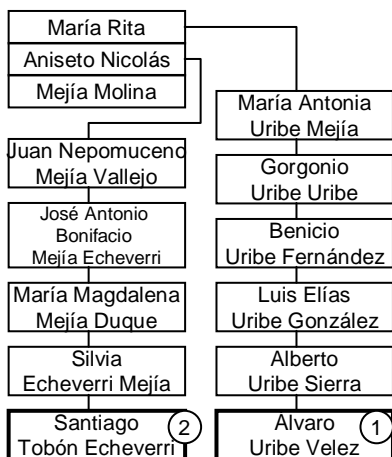 María Rita
Aniseto Nicolás
Mejía Molina
María Antonia
Uribe Mejía
Juan Nepomuceno
Mejía Vallejo
Gorgonio
Uribe Uribe
José Antonio
Bonifacio
Mejía Echeverri
Benicio
Uribe Fernández
María Magdalena
Mejía Duque
Luis Elías
Uribe González
Silvia
Echeverri Mejía
Alberto
Uribe Sierra
Santiago
Tobón Echeverri
2
Alvaro
Uribe Velez
1